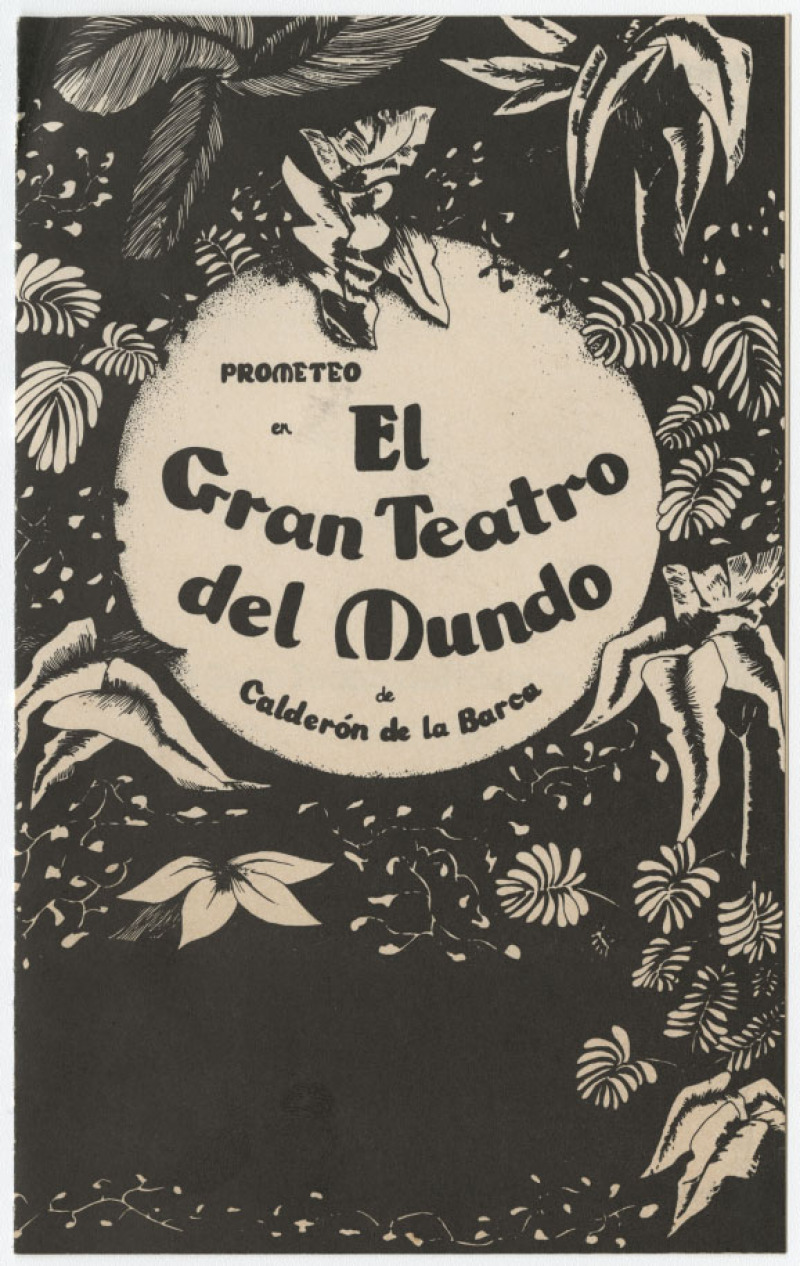 PROMETEO
en El
Gran Teatro
del Mundo
de
Calderón de la Barca